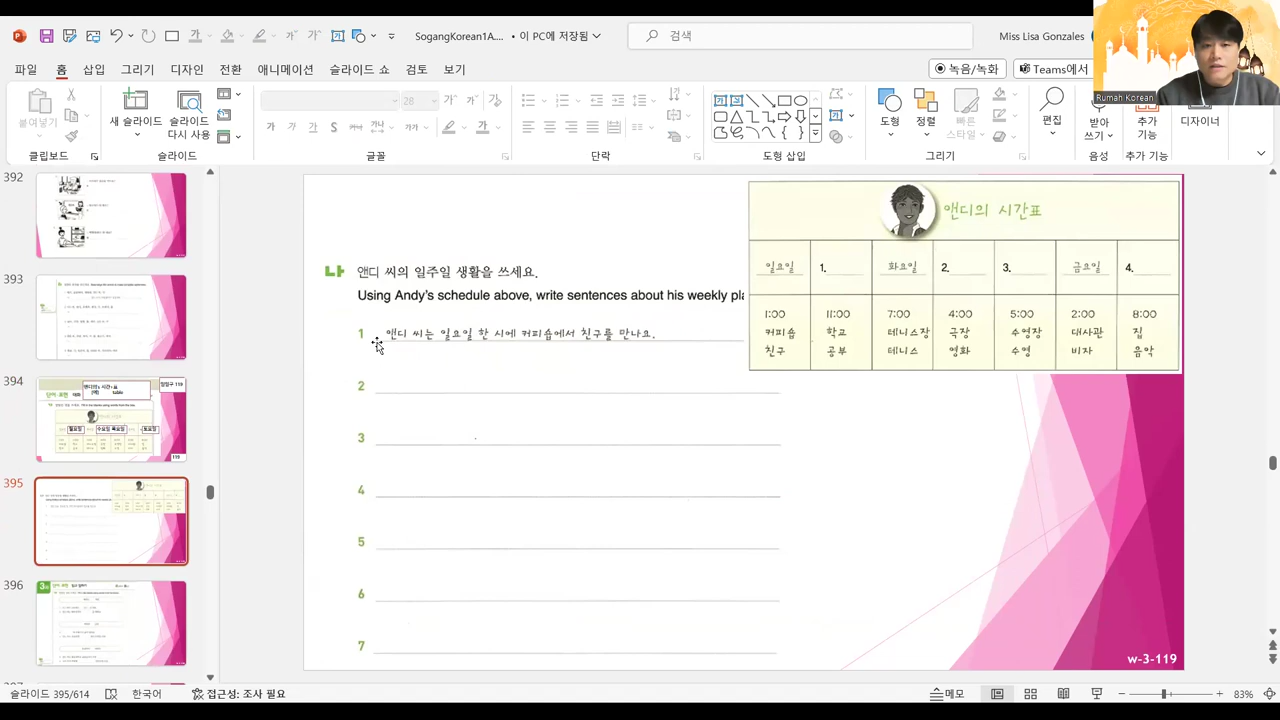 SogangKorean1A.... • 이 PC에 저장됨
검색
Miss Lisa Gonzales
파일 홈 삽입 그리기 디자인 전환 애니메이션 슬라이드 쇼 검토 보기
녹음/녹화
Teams에서
Rumah Korean
붙여넣기
새 슬라이드
슬라이드 다시 사용
도형
정렬
빠른 스타일
편집
받아쓰기
추가 기능
디자이너
클립보드
슬라이드
글꼴
단락
도형 삽입
그리기
음성
추가 기능
392
393
394
395
396
앤디의 시간표
일요일 1. 화요일 2. 3. 금요일 4.
1:00 11:00 7:00 4:00 5:00 2:00 8:00
커피숍 학교 테니스장 극장 수영장 대사관 집
친구 공부 테니스 영화 수영 비자 음악
나 앤디 씨의 일주일 생활을 쓰세요.
Using Andy's schedule above, write sentences about his weekly pla
1 앤디 씨는 일요일 한 시에 커피숍에서 친구를 만나요.
2
3
4
5
6
7
w-3-119
슬라이드 395/614
한국어
접근성: 조사 필요
메모
83%